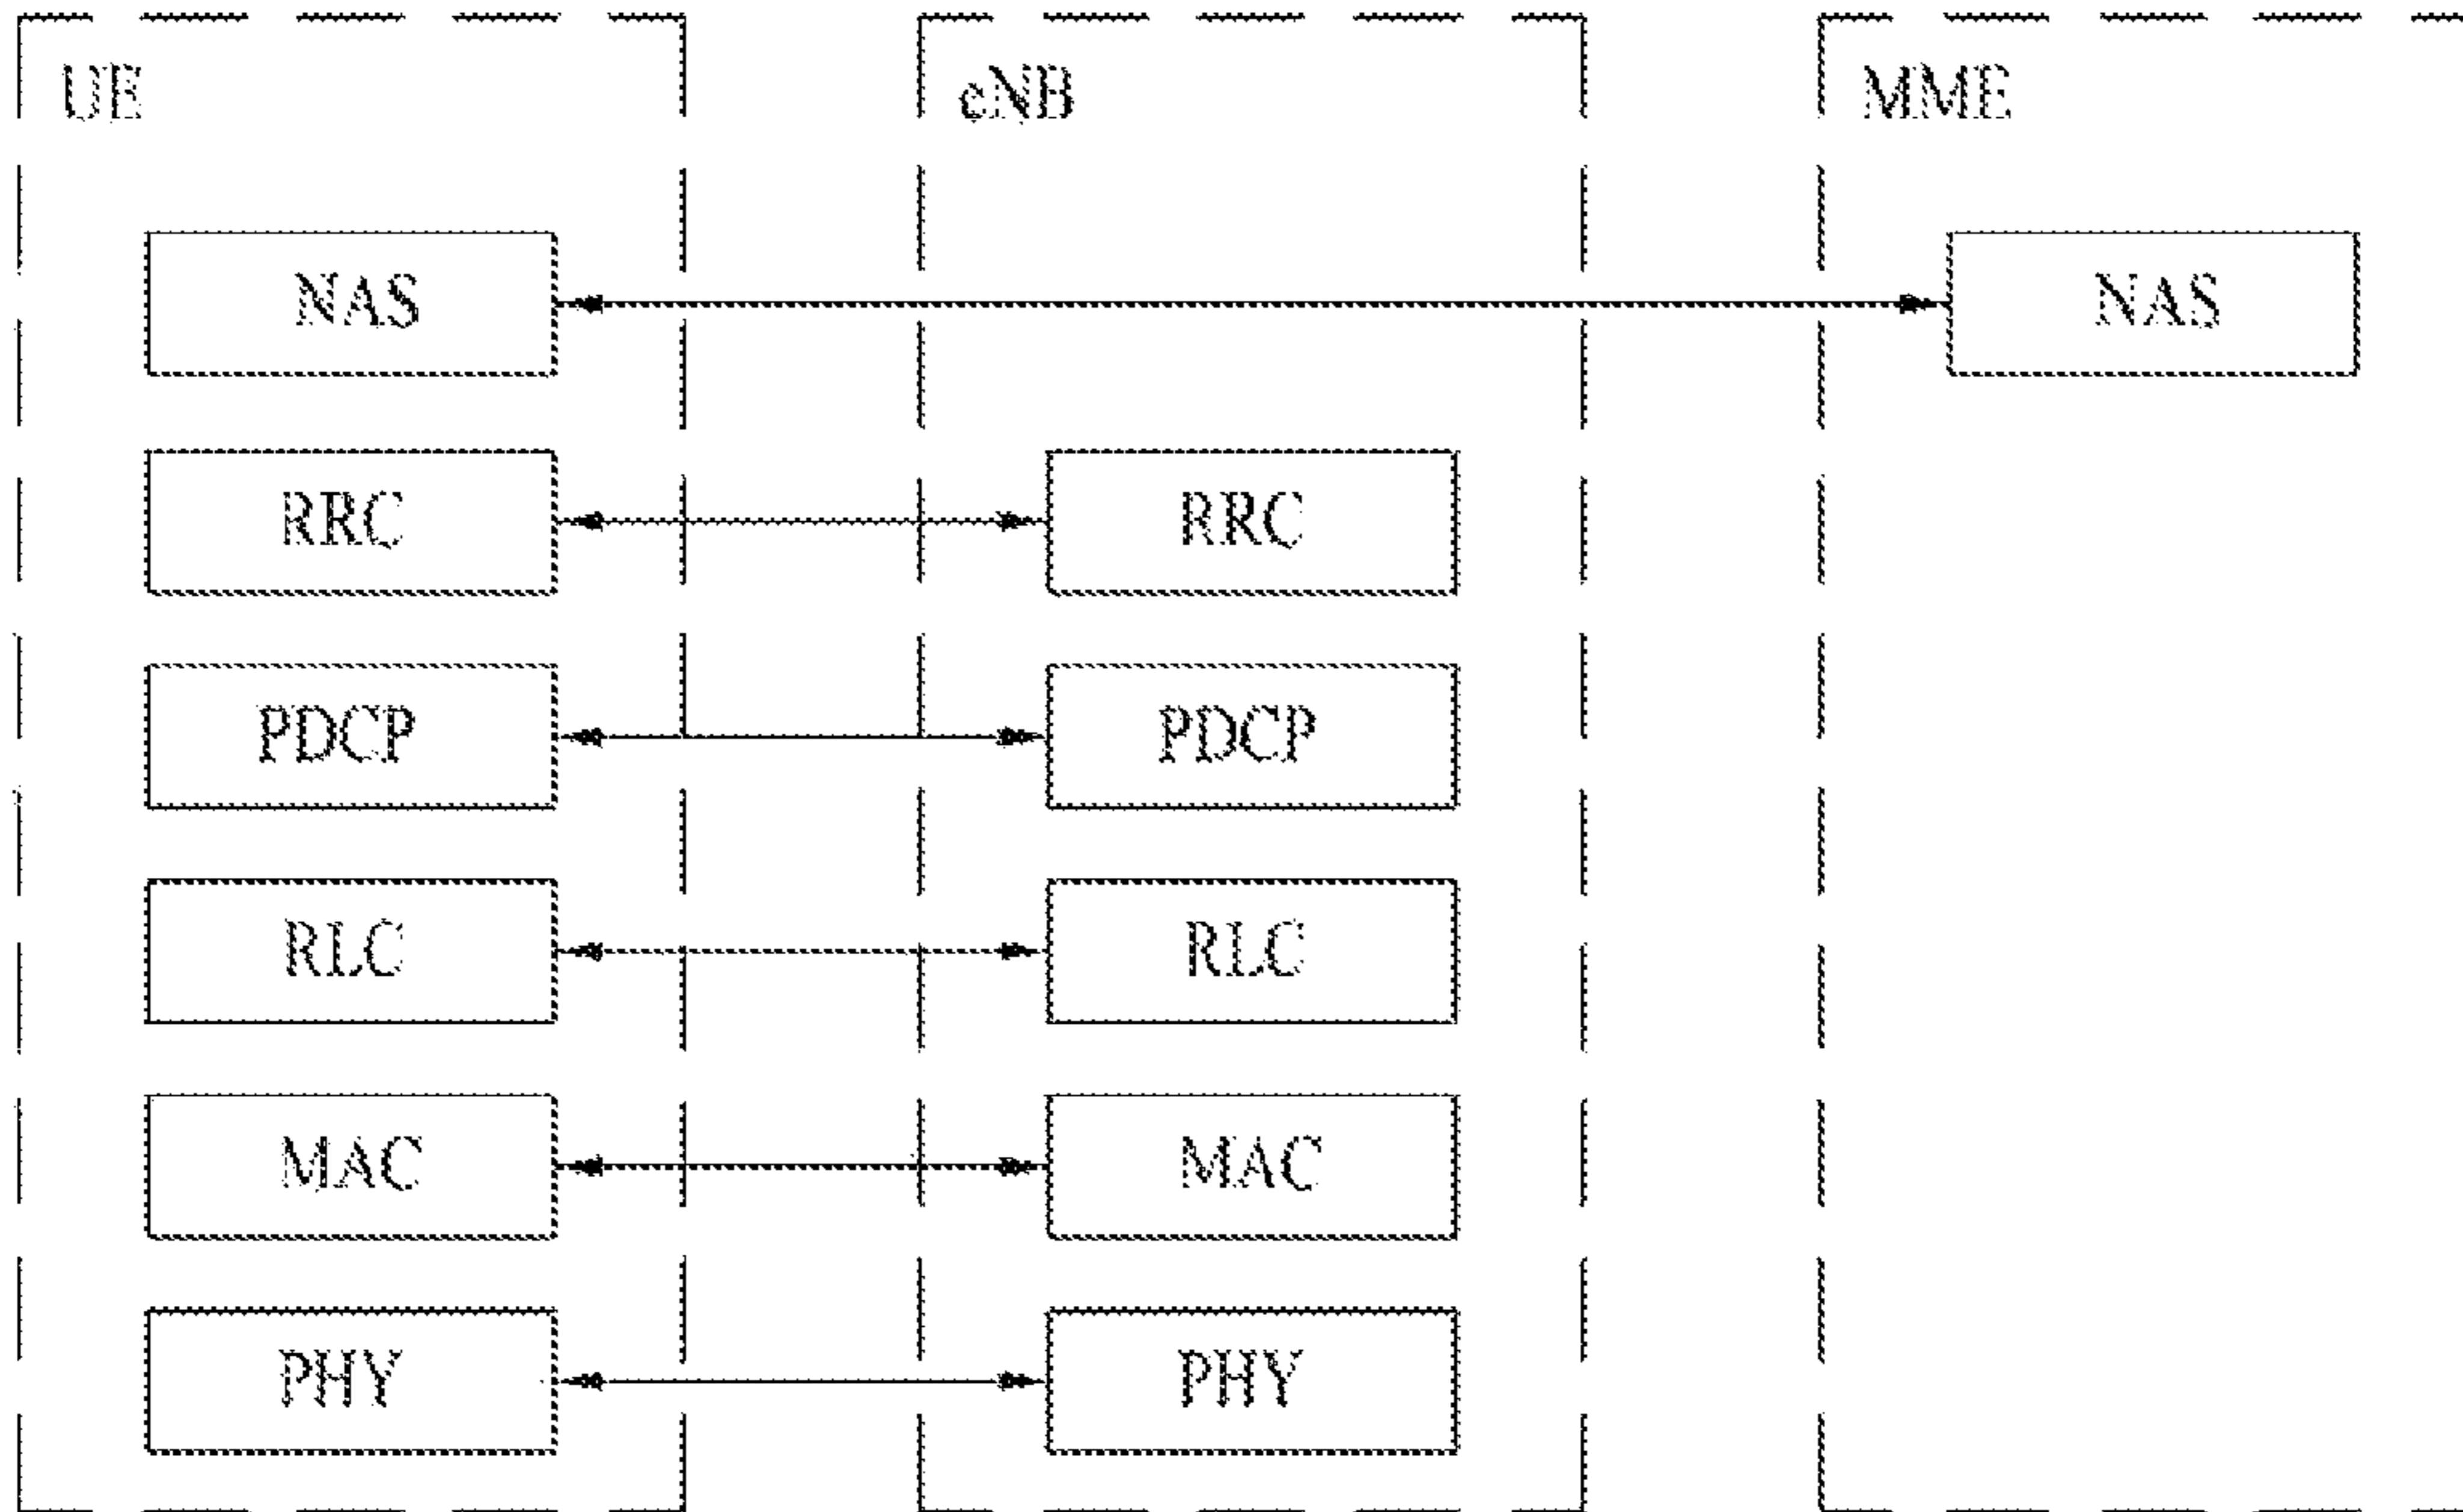 UE eNB MME
NAS NAS
RRC RRC
PDCP PDCP
RLC RLC
MAC MAC
PHY PHY